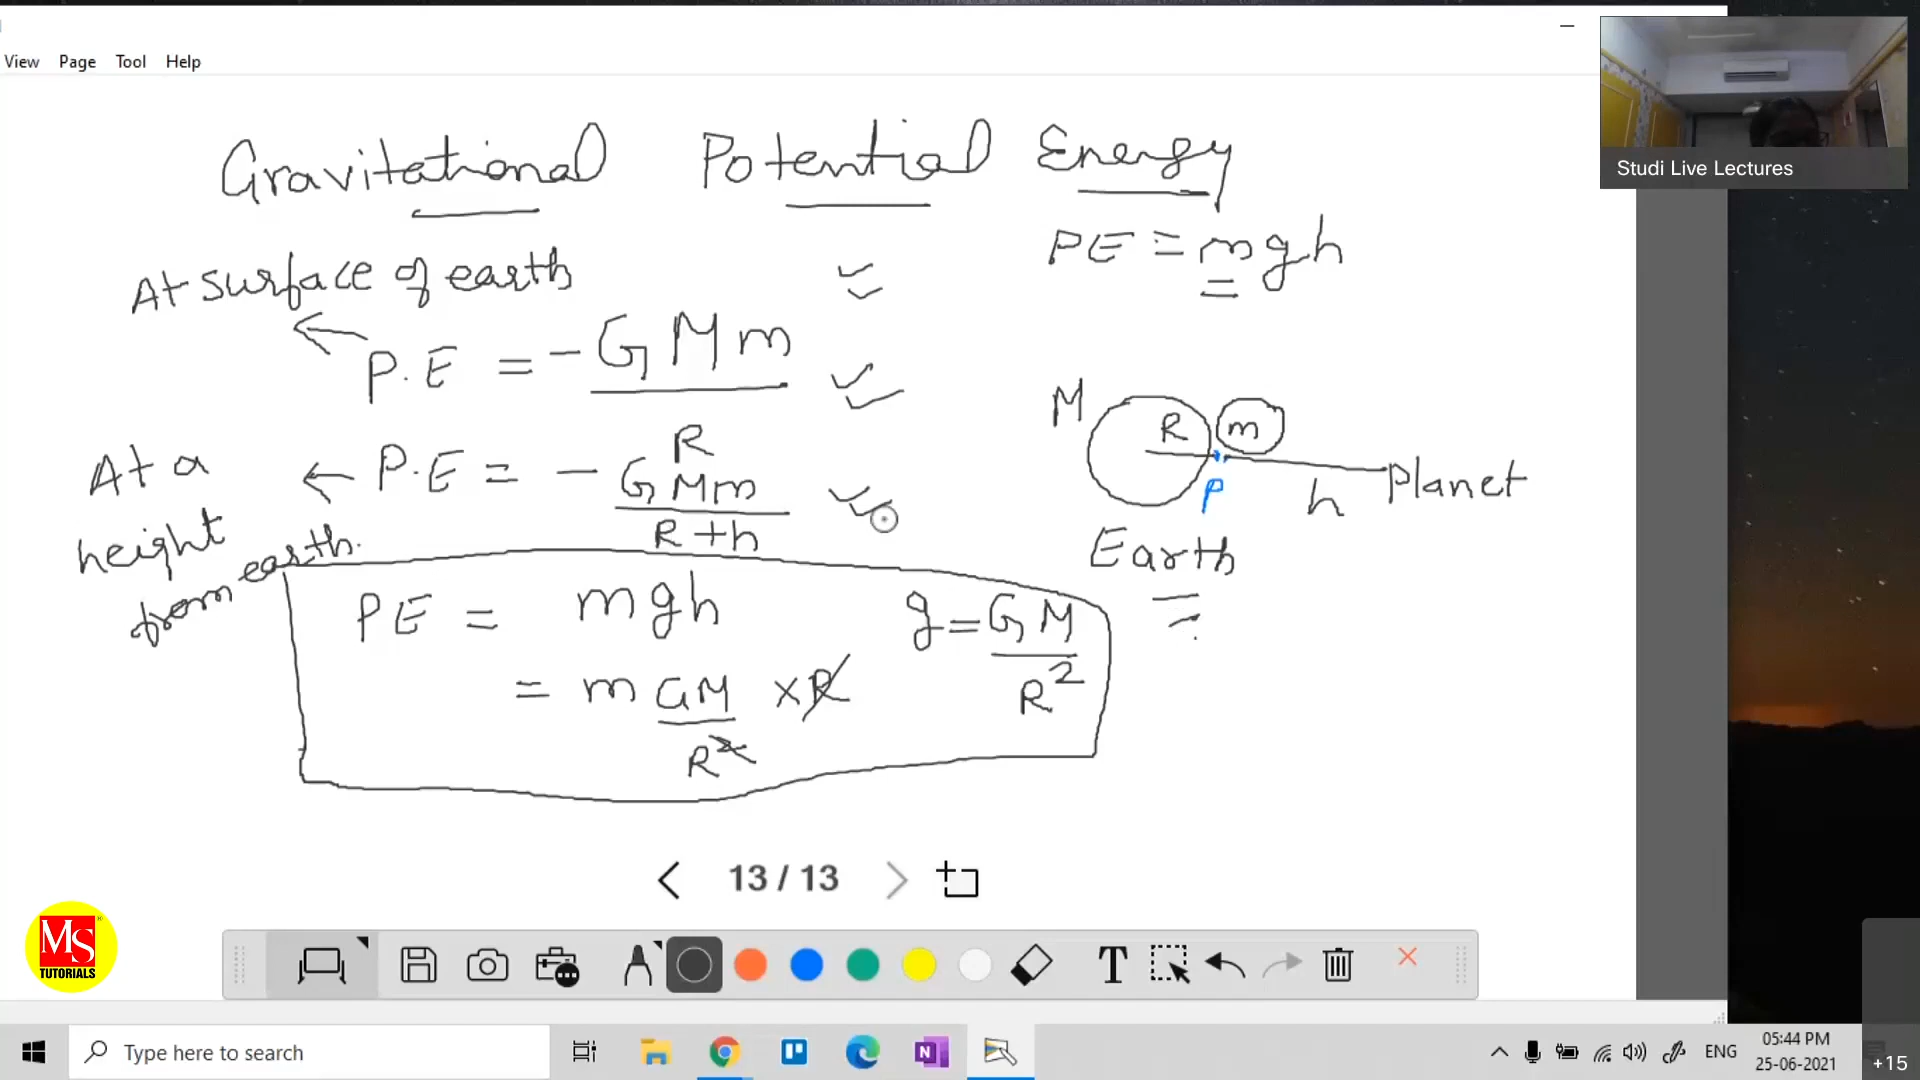 View Page Tool Help
Studi Live Lectures
Gravitational Potential Energy
PE = mgh
At surface of earth
P.E = - GMm
R
At a height from earth.
P.E = - GMm
R+h
M R m
P h Planet
Earth
PE = mgh
g = GM
R²
= m GM × R
R²
13 / 13
MS
TUTORIALS
T
Type here to search
N
ENG
05:44 PM
25-06-2021
+15